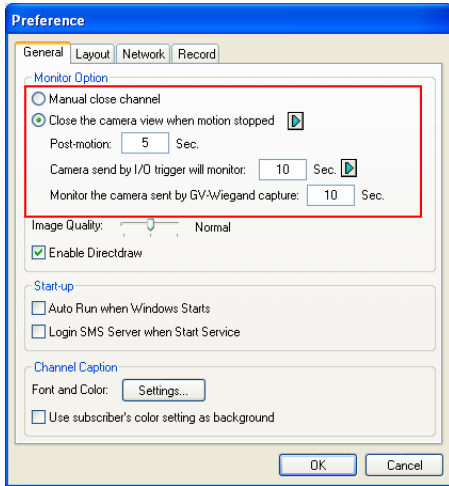 Preference
General Layout Network Record
Monitor Option
Manual close channel
Close the camera view when motion stopped
Post-motion: 5 Sec.
Camera send by I/O trigger will monitor: 10 Sec.
Monitor the camera sent by GV-Wiegand capture: 10 Sec.
Image Quality: Normal
Enable Directdraw
Start-up
Auto Run when Windows Starts
Login SMS Server when Start Service
Channel Caption
Font and Color: Settings...
Use subscriber's color setting as background
OK Cancel